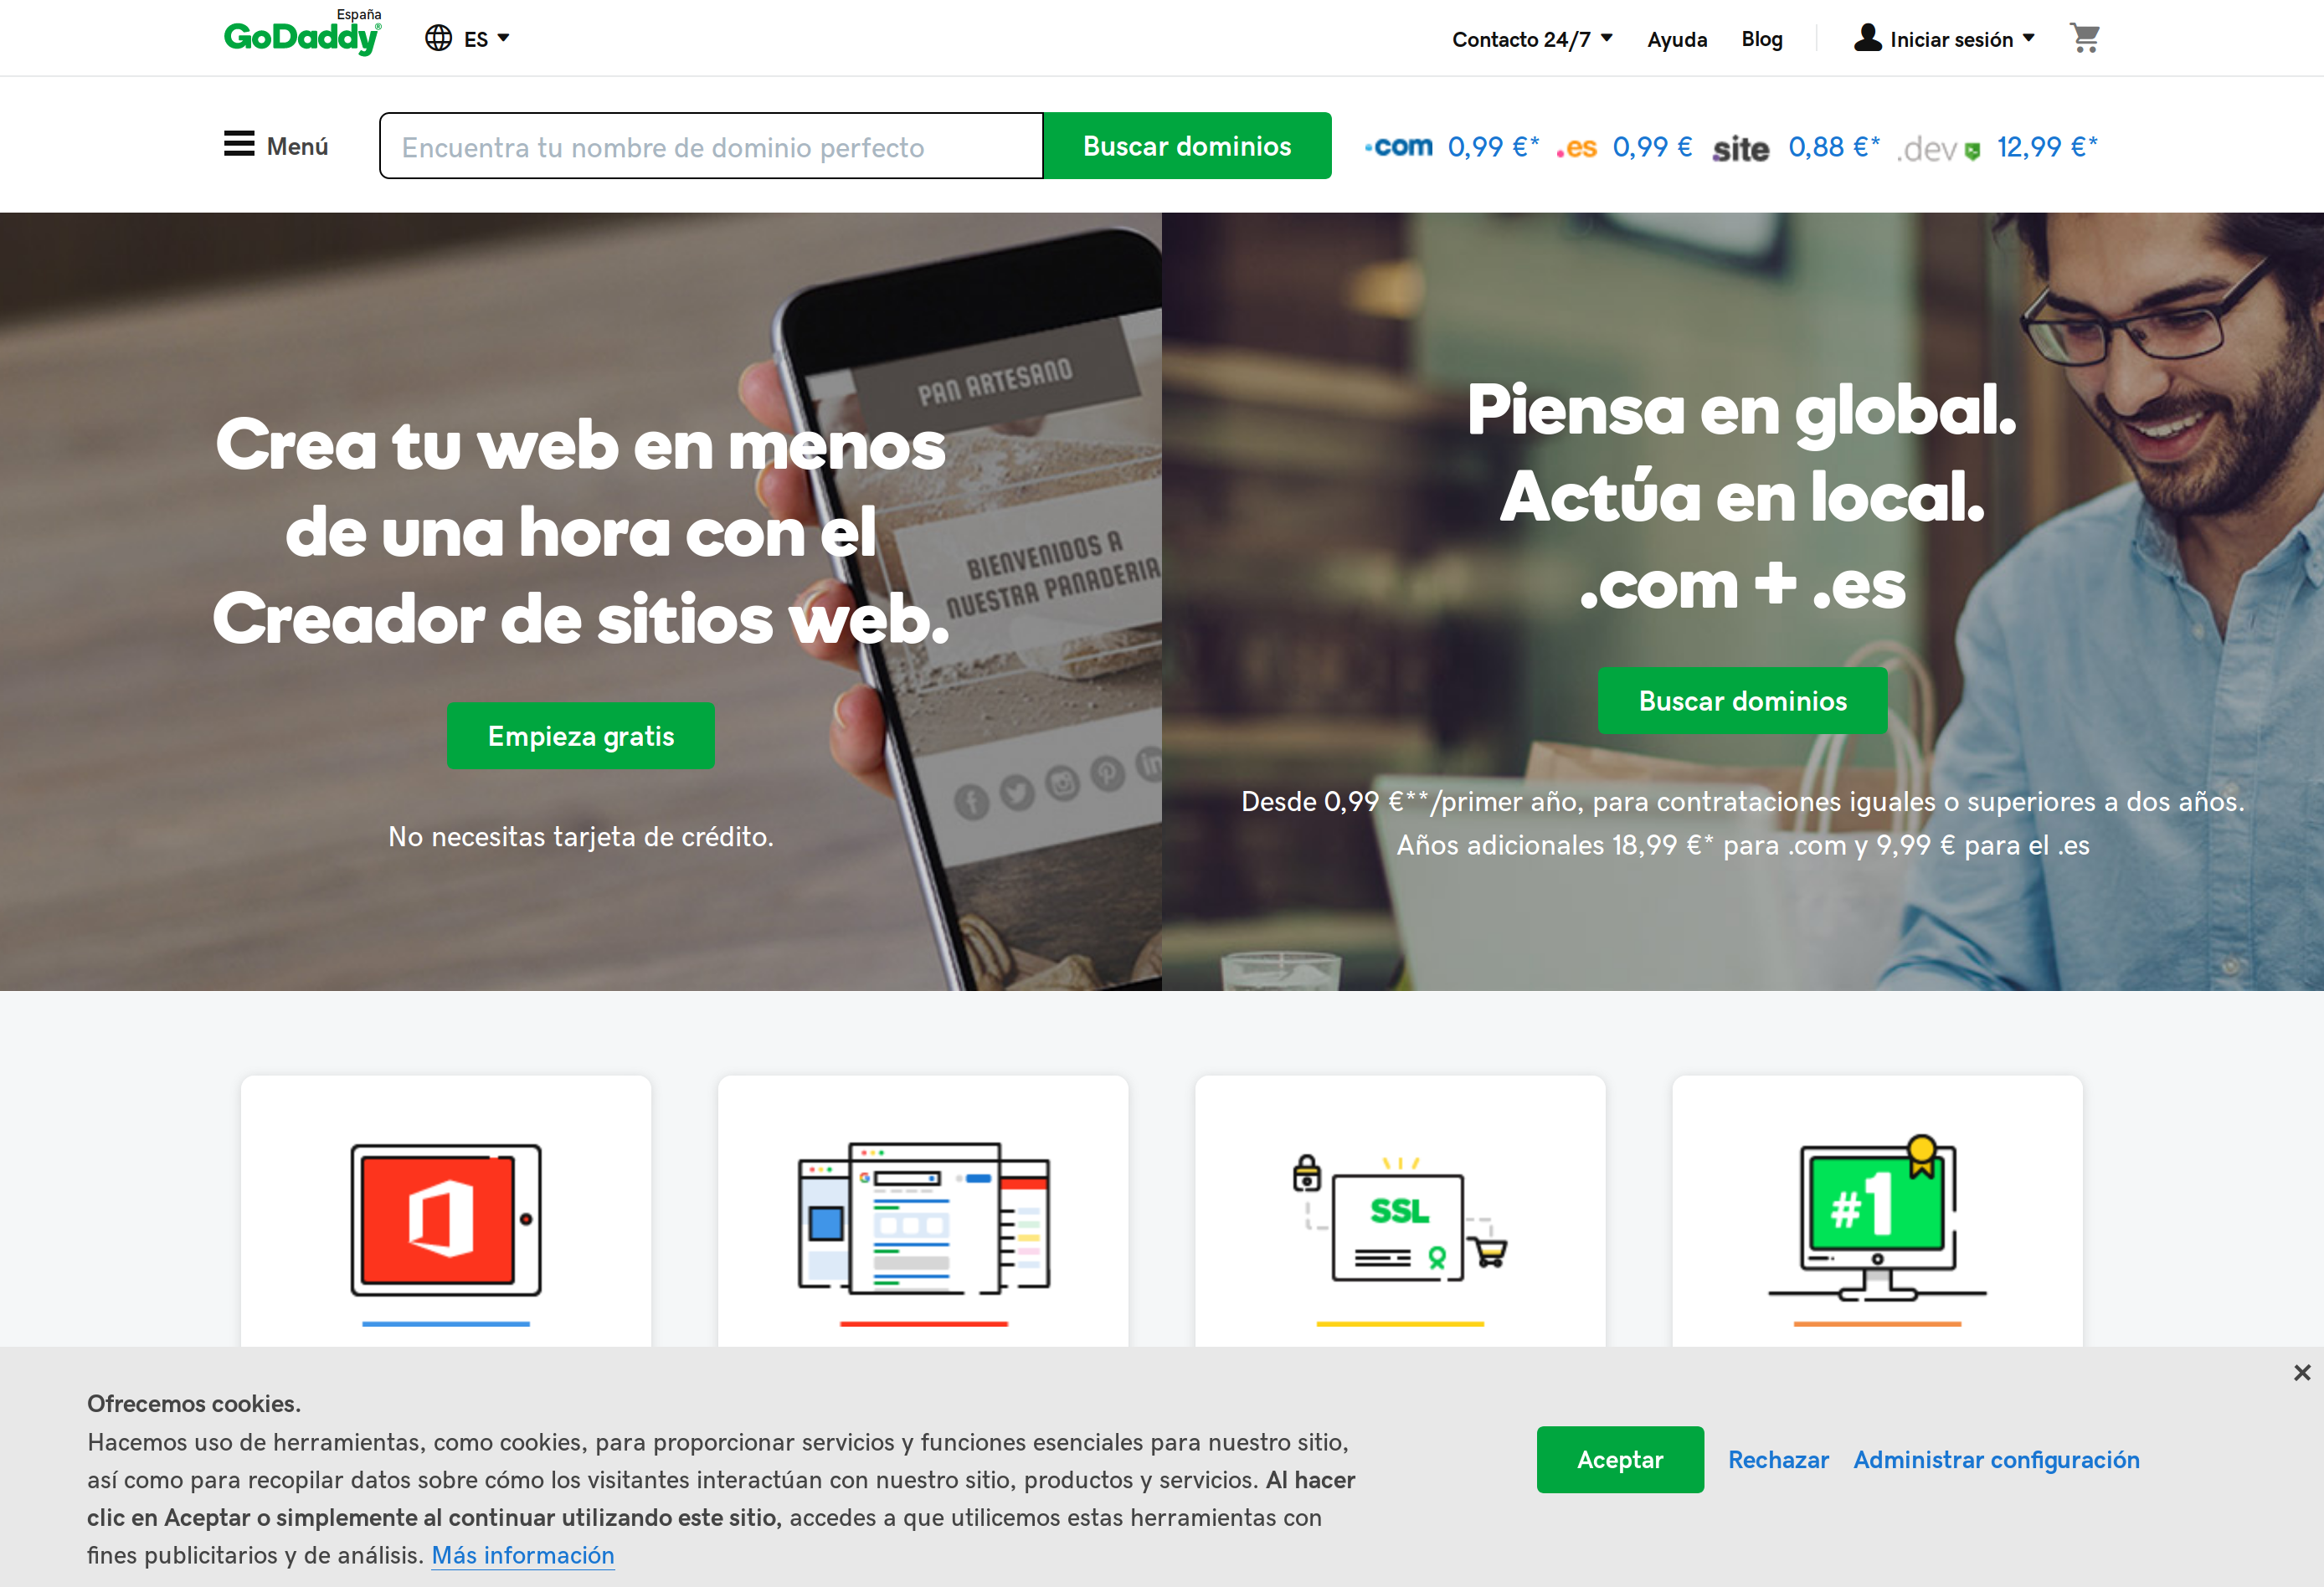 España
GoDaddy®
ES
Contacto 24/7
Ayuda
Blog
Iniciar sesión
Menú
Encuentra tu nombre de dominio perfecto
Buscar dominios
.com 0,99 €*
.es 0,99 €
site 0,88 €*
.dev 12,99 €*
PAN ARTESANO
BIENVENIDOS A
NUESTRA PANADERIA
Crea tu web en menos
de una hora con el
Creador de sitios web.
Empieza gratis
No necesitas tarjeta de crédito.
Piensa en global.
Actúa en local.
.com + .es
Buscar dominios
Desde 0,99 €**/primer año, para contrataciones iguales o superiores a dos años.
Años adicionales 18,99 €* para .com y 9,99 € para el .es
SSL
#1
Ofrecemos cookies.
Hacemos uso de herramientas, como cookies, para proporcionar servicios y funciones esenciales para nuestro sitio,
así como para recopilar datos sobre cómo los visitantes interactúan con nuestro sitio, productos y servicios. Al hacer
clic en Aceptar o simplemente al continuar utilizando este sitio, accedes a que utilicemos estas herramientas con
fines publicitarios y de análisis. Más información
Aceptar
Rechazar
Administrar configuración